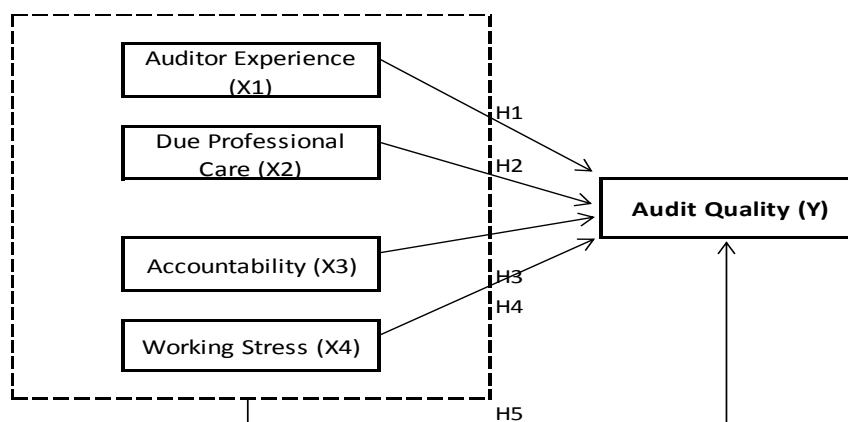 Auditor Experience
(X1)
H1
Due Professional
Care (X2)
H2
Audit Quality (Y)
Accountability (X3)
H3
H4
Working Stress (X4)
H5